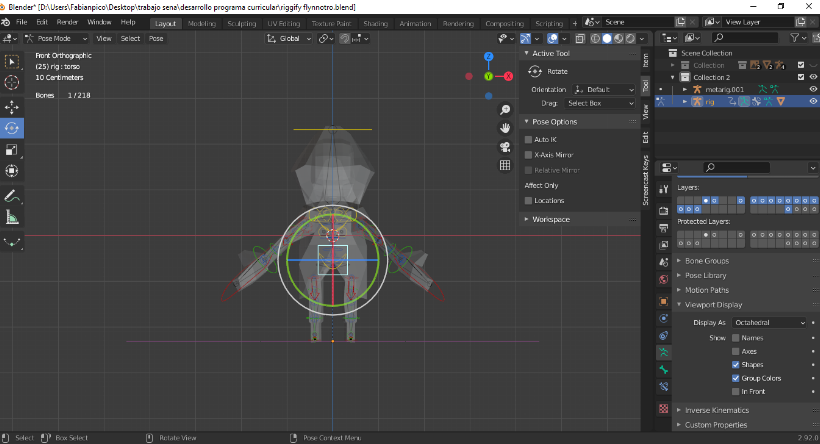 Blender* [D:\Users\Fabianpico\Desktop\trabajo sena\desarrollo programa curricular\riggify flynnotro.blend]
File Edit Render Window Help Layout Modeling Sculpting UV Editing Texture Paint Shading Animation Rendering Compositing Scripting + Scene View Layer
Pose Mode View Select Pose Global
Front Orthographic
(25) rig : torso
10 Centimeters
Bones 1/218
Z
Y
X
Active Tool
Rotate
Orientation Default
Drag: Select Box
Pose Options
Auto IK
X-Axis Mirror
Relative Mirror
Affect Only
Locations
Workspace
Item
Tool
View
Edit
Screencast Keys
Scene Collection
Collection
Collection 2
metarig.001
rig
Layers:
Protected Layers:
Bone Groups
Pose Library
Motion Paths
Viewport Display
Display As Octahedral
Show Names
Axes
Shapes
Group Colors
In Front
Inverse Kinematics
Custom Properties
Select Box Select Rotate View Pose Context Menu 2.92.0